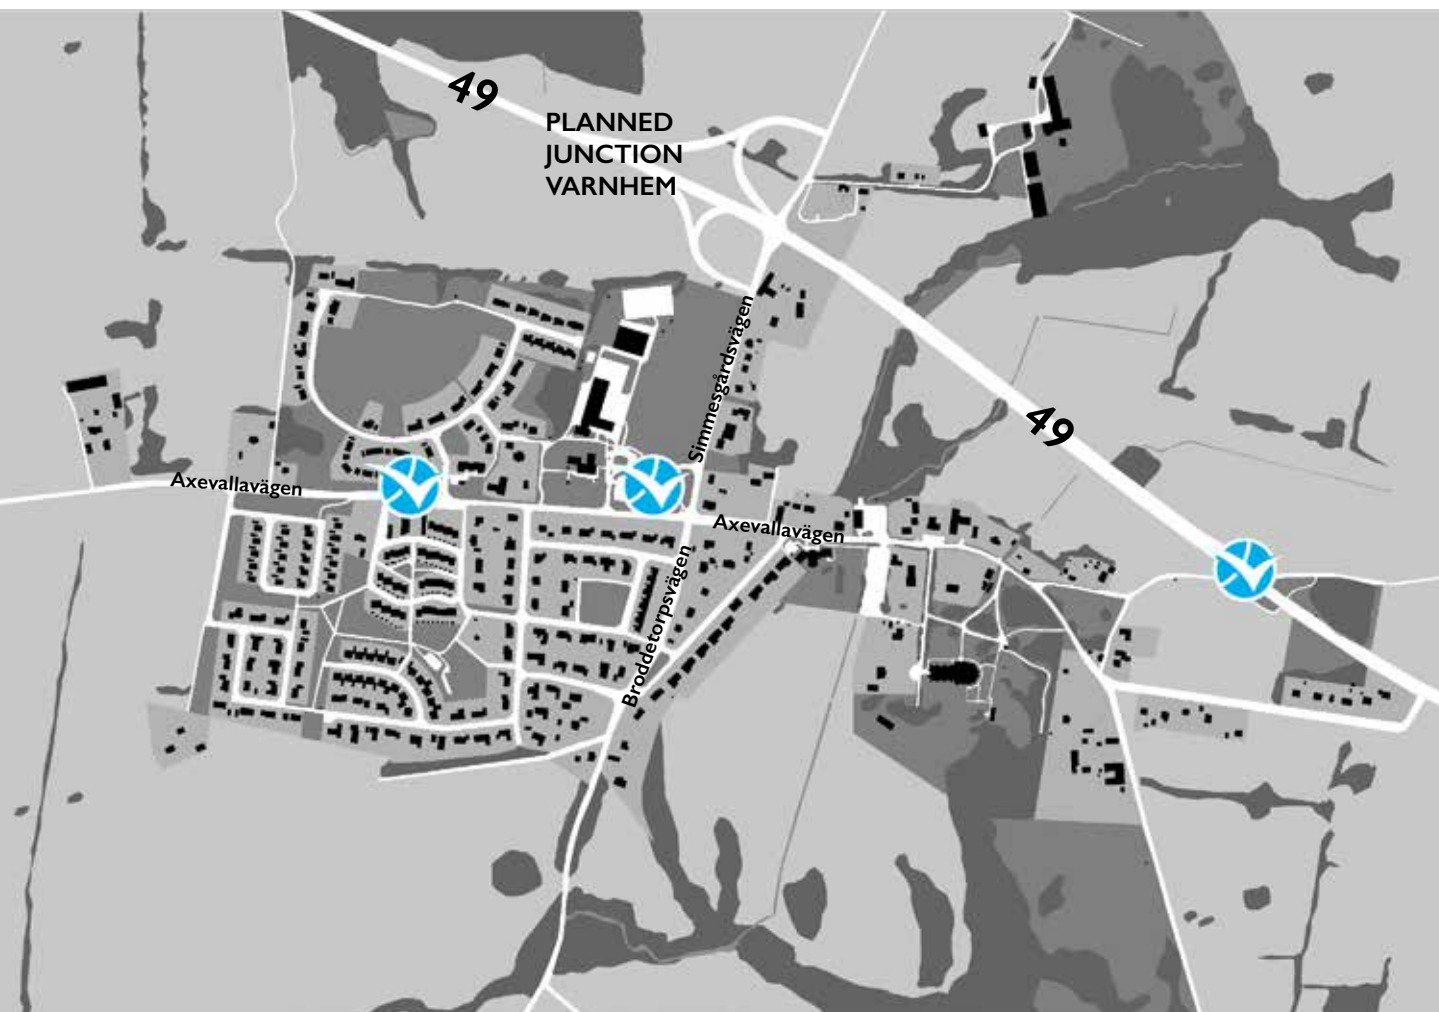 49
PLANNED
JUNCTION
VARNHEM
Simmesgårdsvägen
49
Axevallavägen
Axevallavägen
Broddetorpsvägen